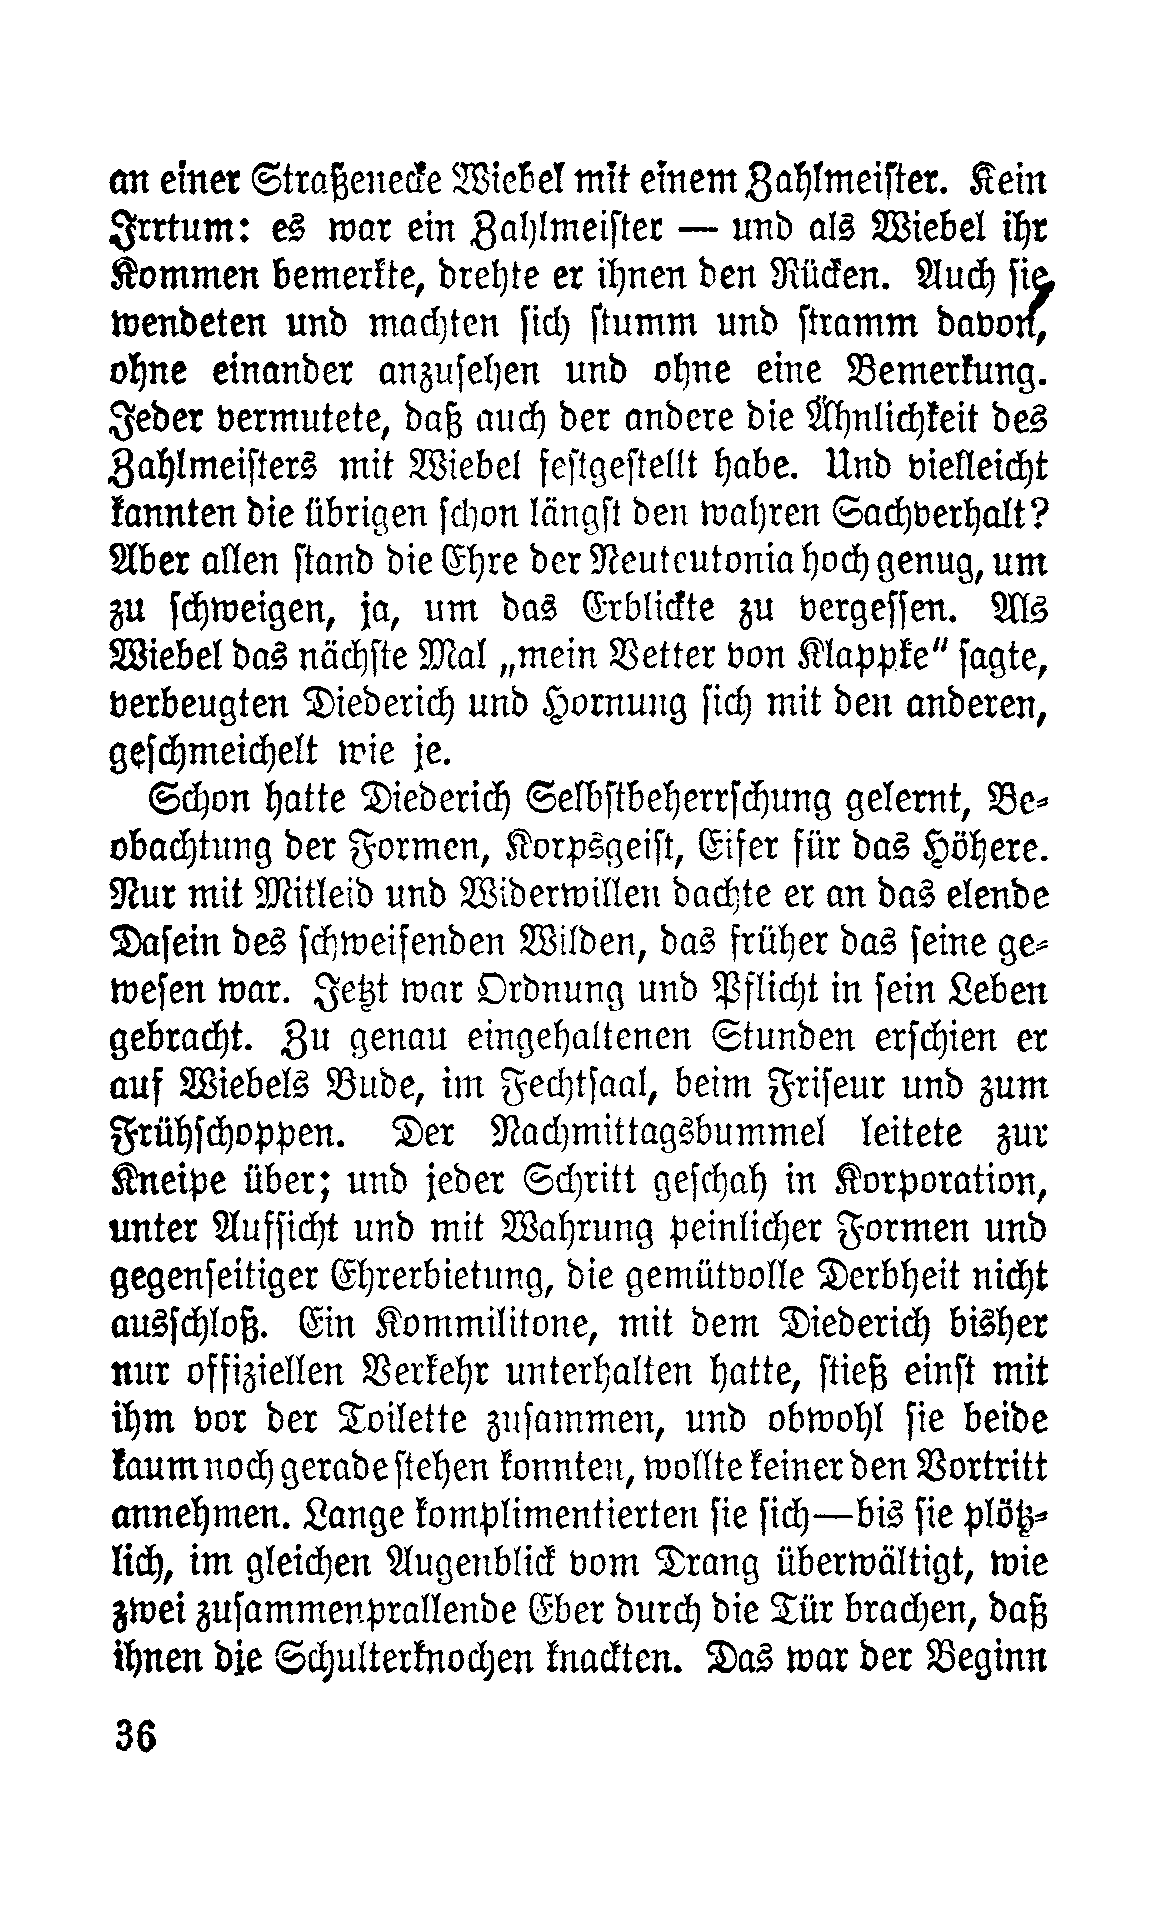 an einer Straßenecke Wiebel mit einem Zahlmeister. Kein
Irrtum: es war ein Zahlmeister — und als Wiebel ihr
Kommen bemerkte, drehte er ihnen den Rücken. Auch sie
wendeten und machten sich stumm und stramm davon,
ohne einander anzusehen und ohne eine Bemerkung.
Jeder vermutete, daß auch der andere die Ähnlichkeit des
Zahlmeisters mit Wiebel festgestellt habe. Und vielleicht
kannten die übrigen schon längst den wahren Sachverhalt?
Aber allen stand die Ehre der Neuteutonia hoch genug, um
zu schweigen, ja, um das Erblickte zu vergessen. Als
Wiebel das nächste Mal „mein Vetter von Klappke“ sagte,
verbeugten Diederich und Hornung sich mit den anderen,
geschmeichelt wie je.
Schon hatte Diederich Selbstbeherrschung gelernt, Be-
obachtung der Formen, Korpsgeist, Eifer für das Höhere.
Nur mit Mitleid und Widerwillen dachte er an das elende
Dasein des schweifenden Wilden, das früher das seine ge-
wesen war. Jetzt war Ordnung und Pflicht in sein Leben
gebracht. Zu genau eingehaltenen Stunden erschien er
auf Wiebels Bude, im Fechtsaal, beim Friseur und zum
Frühschoppen. Der Nachmittagsbummel leitete zur
Kneipe über; und jeder Schritt geschah in Korporation,
unter Aufsicht und mit Wahrung peinlicher Formen und
gegenseitiger Ehrerbietung, die gemütvolle Derbheit nicht
ausschloß. Ein Kommilitone, mit dem Diederich bisher
nur offiziellen Verkehr unterhalten hatte, stieß einst mit
ihm vor der Toilette zusammen, und obwohl sie beide
kaum noch gerade stehen konnten, wollte keiner den Vortritt
annehmen. Lange komplimentierten sie sich—bis sie plötz-
lich, im gleichen Augenblick vom Drang überwältigt, wie
zwei zusammenprallende Eber durch die Tür brachen, daß
ihnen die Schulterknochen knackten. Das war der Beginn
36